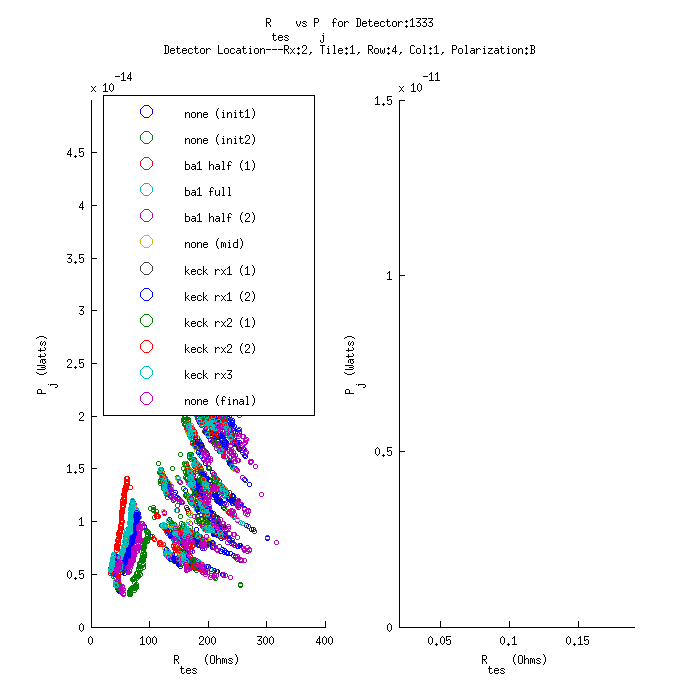 R    vs P  for Detector:1333
tes     j
Detector Location---Rx:2, Tile:1, Row:4, Col:1, Polarization:B
x 10^-14
none (init1)
none (init2)
ba1 half (1)
ba1 full
ba1 half (2)
none (mid)
keck rx1 (1)
keck rx1 (2)
keck rx2 (1)
keck rx2 (2)
keck rx3
none (final)
4.5
4
3.5
3
2.5
2
1.5
1
0.5
0
P_j (Watts)
0 100 200 300 400
R_tes (Ohms)
x 10^-11
1.5
1
0.5
0
P_j (Watts)
0.05 0.1 0.15
R_tes (Ohms)